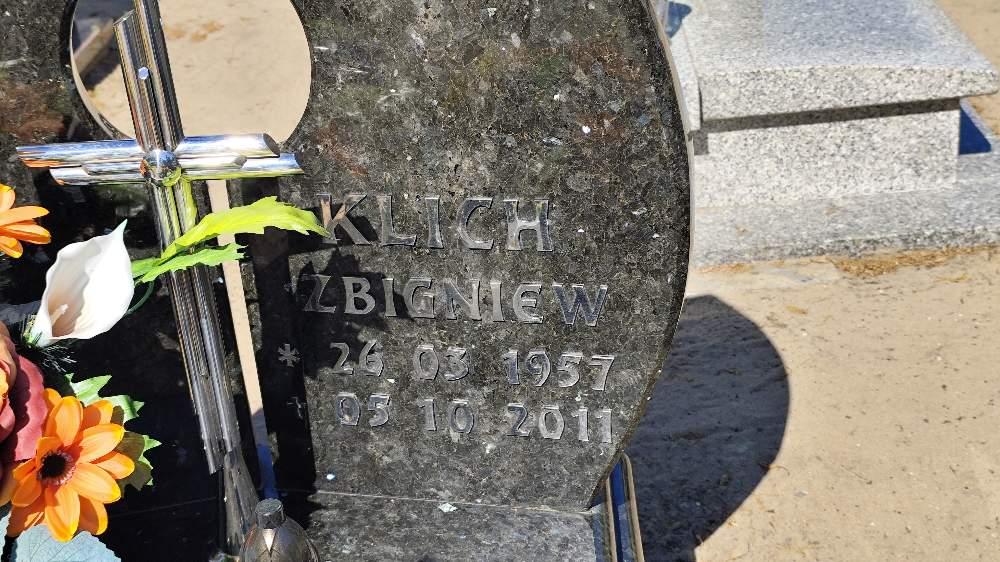 KLICH
ZBIGNIEW
* 26 03 1957
† 05 10 2011